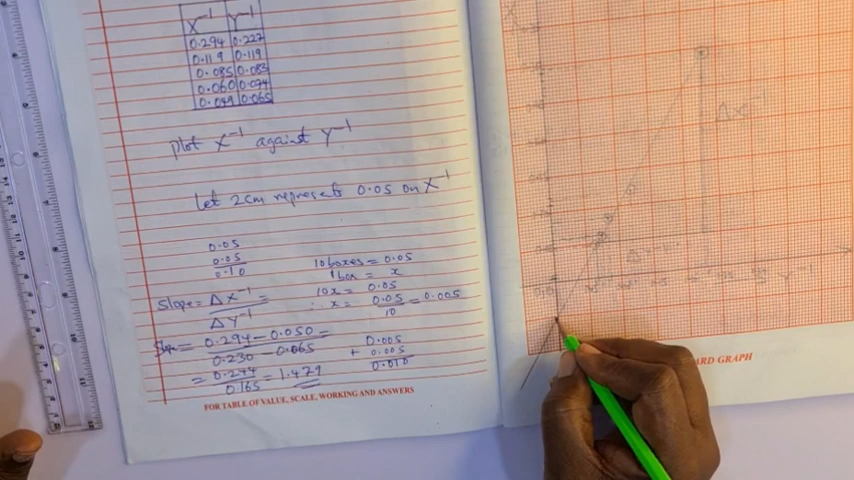 x⁻¹ y⁻¹
0.294 0.227
0.119 0.119
0.085 0.083
0.060 0.074
0.049 0.065
plot x⁻¹ against y⁻¹
let 2cm represents 0.05 on x⁻¹
0.05
0.05
0.10
10 boxes = 0.05
1 box = x
10x = 0.05
∴ x = 0.05/10 = 0.005
Slope = Δx⁻¹/Δy⁻¹ =
= 0.294 - 0.050/0.230 - 0.065 =
= 0.244/0.165 = 1.479
0.005
+ 0.005
0.010
FOR TABLE OF VALUE, SCALE, WORKING AND ANSWERS
Δx⁻¹
Δ
ARD GRAPH